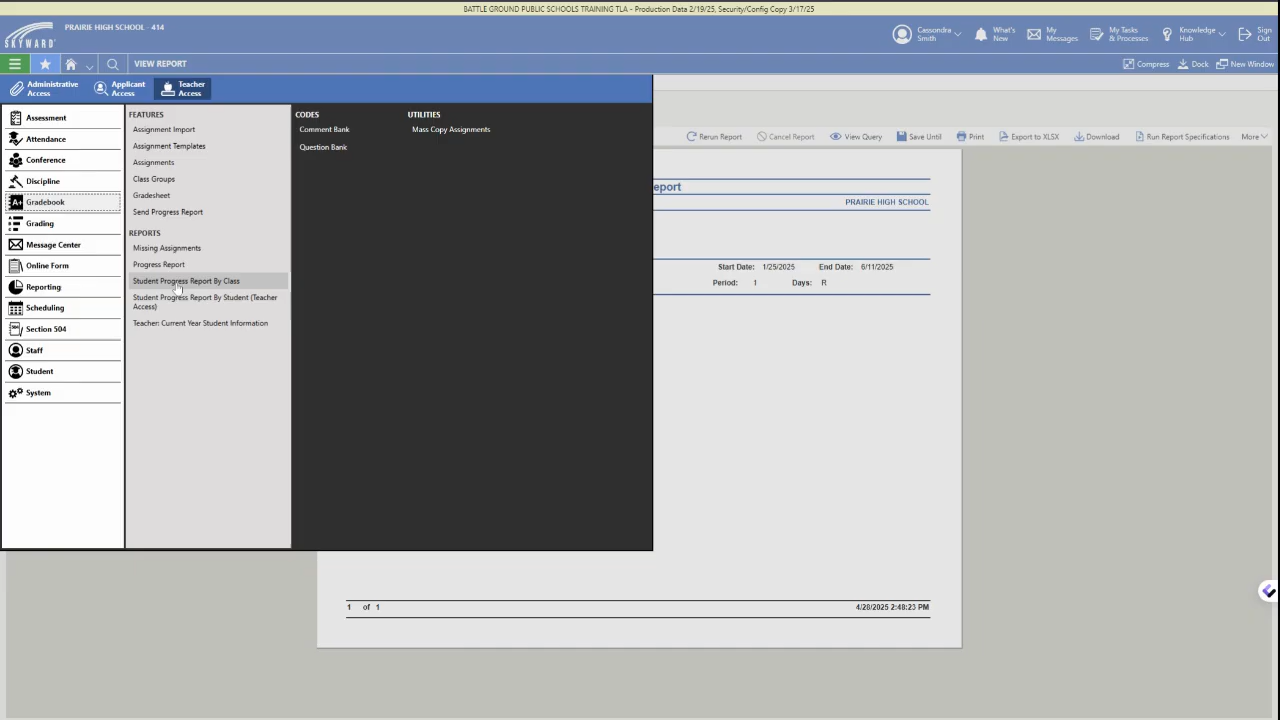 BATTLE GROUND PUBLIC SCHOOLS TRAINING TLA - Production Data 2/19/25, Security/Config Copy 3/17/25
SKYWARD
PRAIRIE HIGH SCHOOL - 414
Cassondra
Smith
What's
New
My
Messages
My Tasks
& Processes
Knowledge
Hub
Sign
Out
VIEW REPORT
Compress
Dock
New Window
Administrative
Access
Applicant
Access
Teacher
Access
Assessment
Attendance
Conference
Discipline
Gradebook
Grading
Message Center
Online Form
Reporting
Scheduling
Section 504
Staff
Student
System
FEATURES
Assignment Import
Assignment Templates
Assignments
Class Groups
Gradesheet
Send Progress Report
REPORTS
Missing Assignments
Progress Report
Student Progress Report By Class
Student Progress Report By Student (Teacher
Access)
Teacher: Current Year Student Information
CODES
Comment Bank
Question Bank
UTILITIES
Mass Copy Assignments
Rerun Report
Cancel Report
View Query
Save Until
Print
Export to XLSX
Download
Run Report Specifications
More
eport
PRAIRIE HIGH SCHOOL
Start Date: 1/25/2025 End Date: 6/11/2025
Period: 1 Days: R
1 of 1
4/28/2025 2:48:23 PM